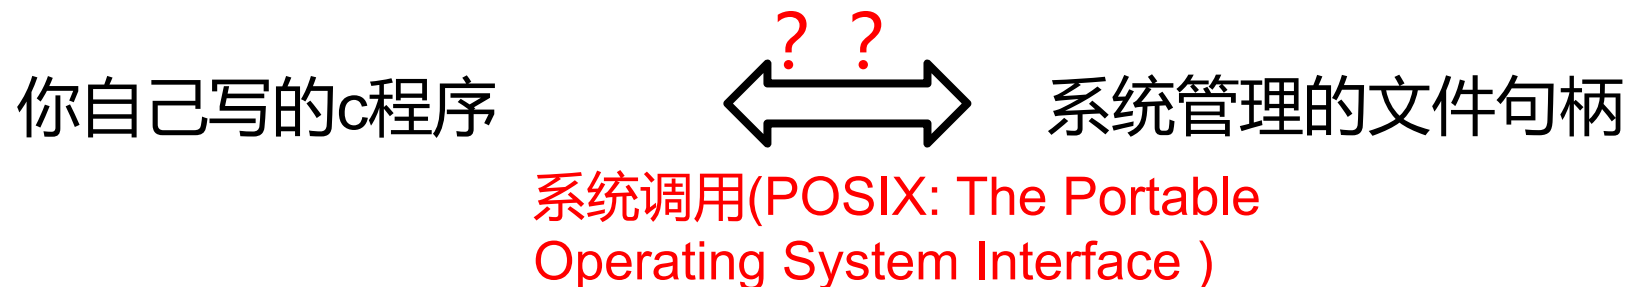 ？？
你自己写的c程序
系统管理的文件句柄
系统调用(POSIX: The Portable
Operating System Interface )